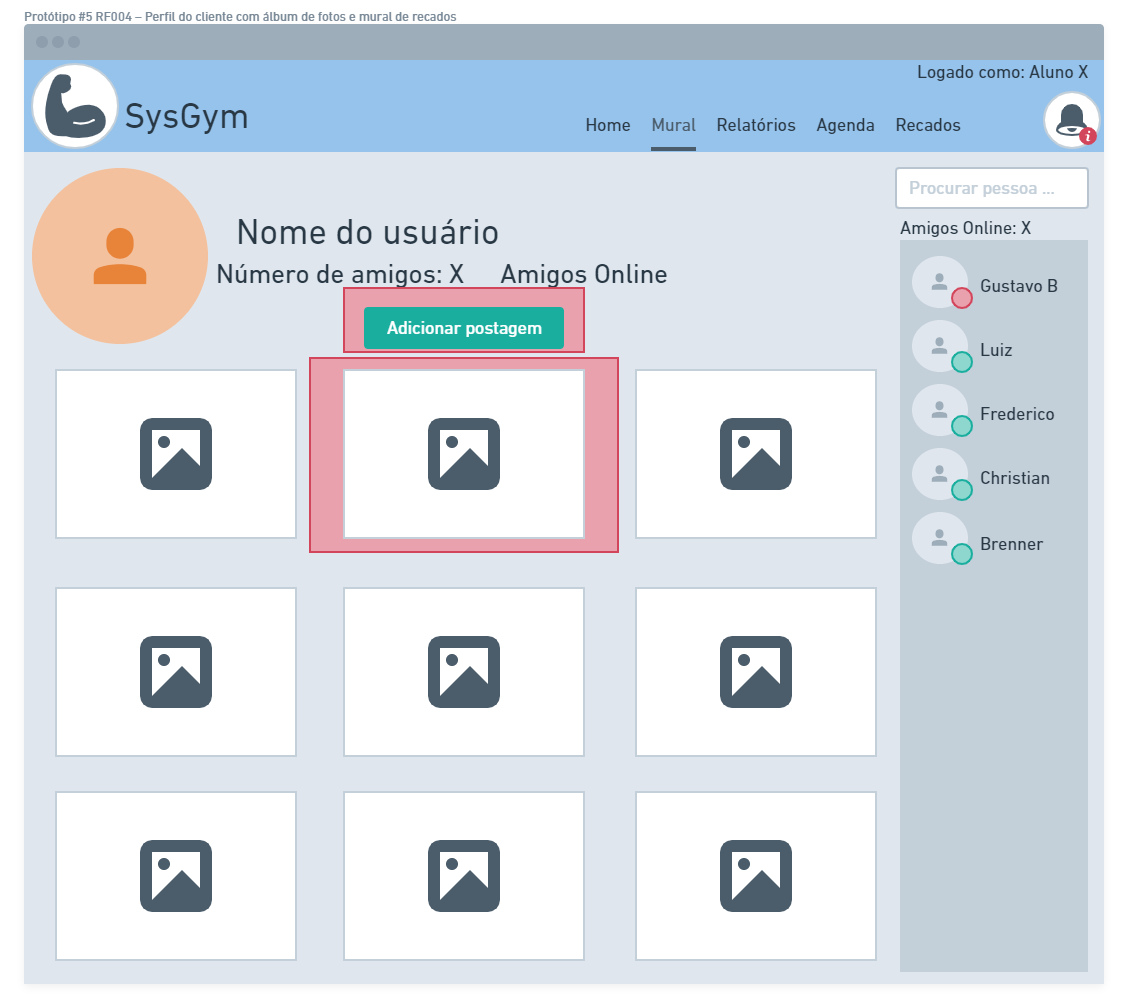 Protótipo #5 RF004 – Perfil do cliente com álbum de fotos e mural de recados
Logado como: Aluno X
SysGym
Home Mural Relatórios Agenda Recados
i
Procurar pessoa ...
Nome do usuário
Número de amigos: X Amigos Online
Adicionar postagem
Amigos Online: X
Gustavo B
Luiz
Frederico
Christian
Brenner